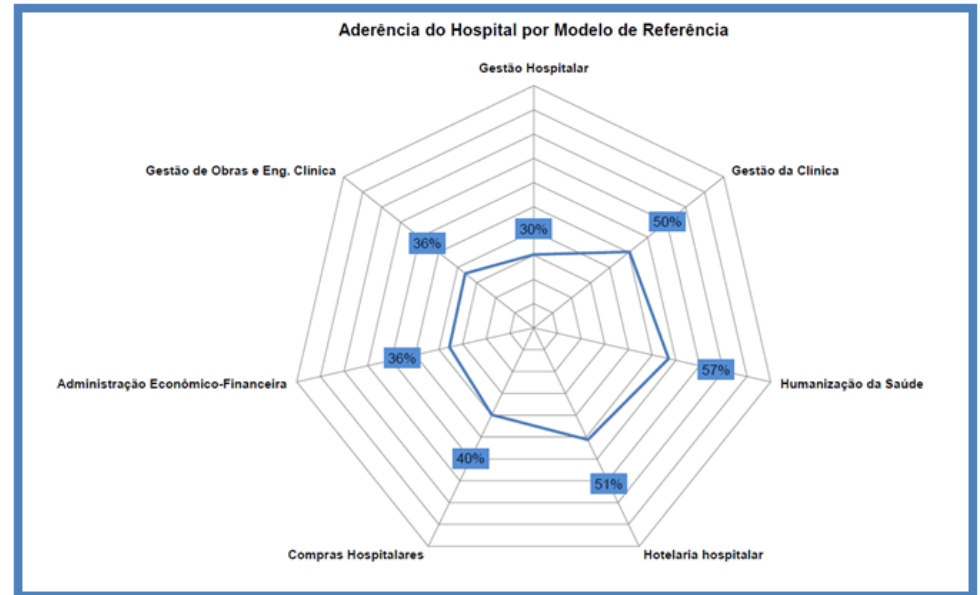 Aderência do Hospital por Modelo de Referência
Gestão Hospitalar
Gestão de Obras e Eng. Clínica
Gestão da Clínica
50%
30%
36%
36%
57%
Administração Econômico-Financeira
Humanização da Saúde
40%
51%
Compras Hospitalares
Hotelaria hospitalar